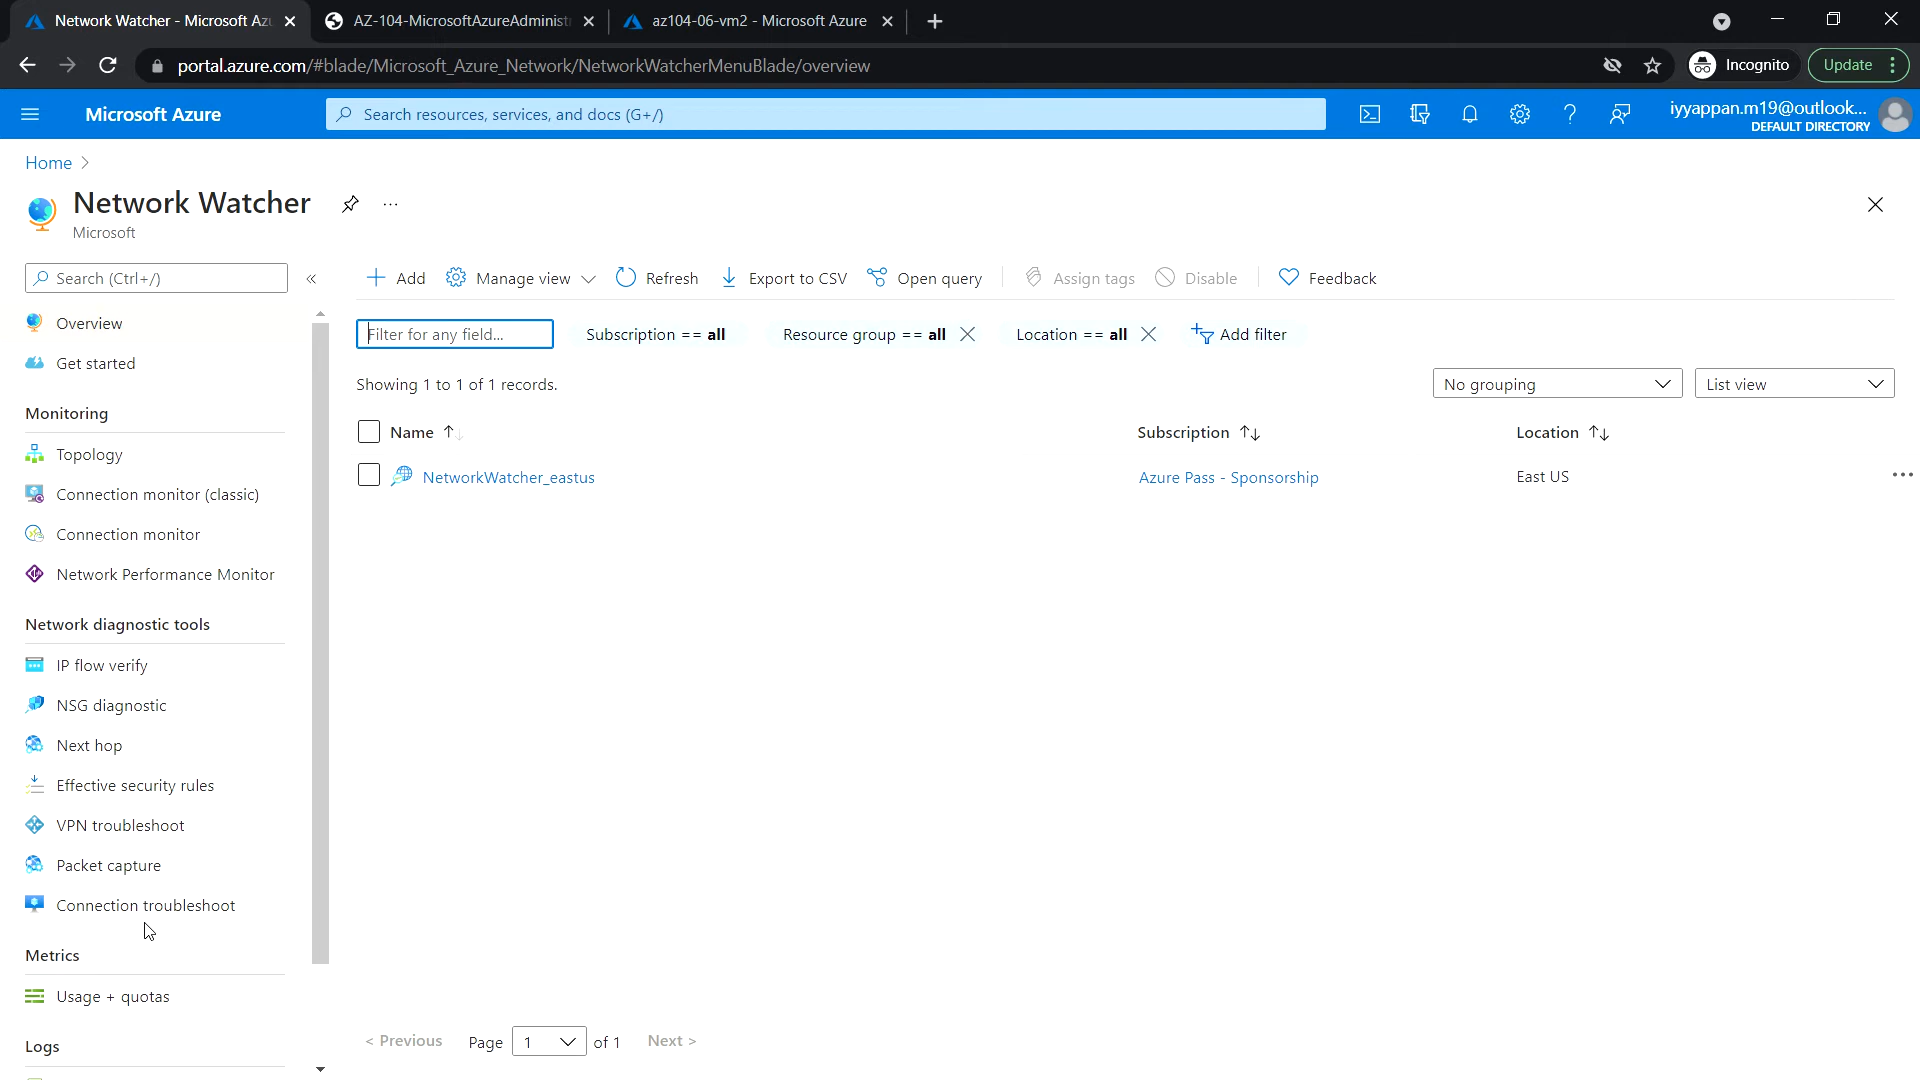 Network Watcher - Microsoft Az
AZ-104-MicrosoftAzureAdminist
az104-06-vm2 - Microsoft Azure
portal.azure.com/#blade/Microsoft_Azure_Network/NetworkWatcherMenuBlade/overview
Incognito
Update
Microsoft Azure
Search resources, services, and docs (G+/)
iyyappan.m19@outlook...
DEFAULT DIRECTORY
Home
Network Watcher
...
Microsoft
Search (Ctrl+/)
«
Add
Manage view
Refresh
Export to CSV
Open query
Assign tags
Disable
Feedback
Overview
Get started
Monitoring
Topology
Connection monitor (classic)
Connection monitor
Network Performance Monitor
Network diagnostic tools
IP flow verify
NSG diagnostic
Next hop
Effective security rules
VPN troubleshoot
Packet capture
Connection troubleshoot
Metrics
Usage + quotas
Logs
Filter for any field...
Subscription == all
Resource group == all
Location == all
Add filter
Showing 1 to 1 of 1 records.
No grouping
List view
Name ↑↓
Subscription ↑↓
Location ↑↓
NetworkWatcher_eastus
Azure Pass - Sponsorship
East US
...
< Previous
Page 1 of 1
Next >